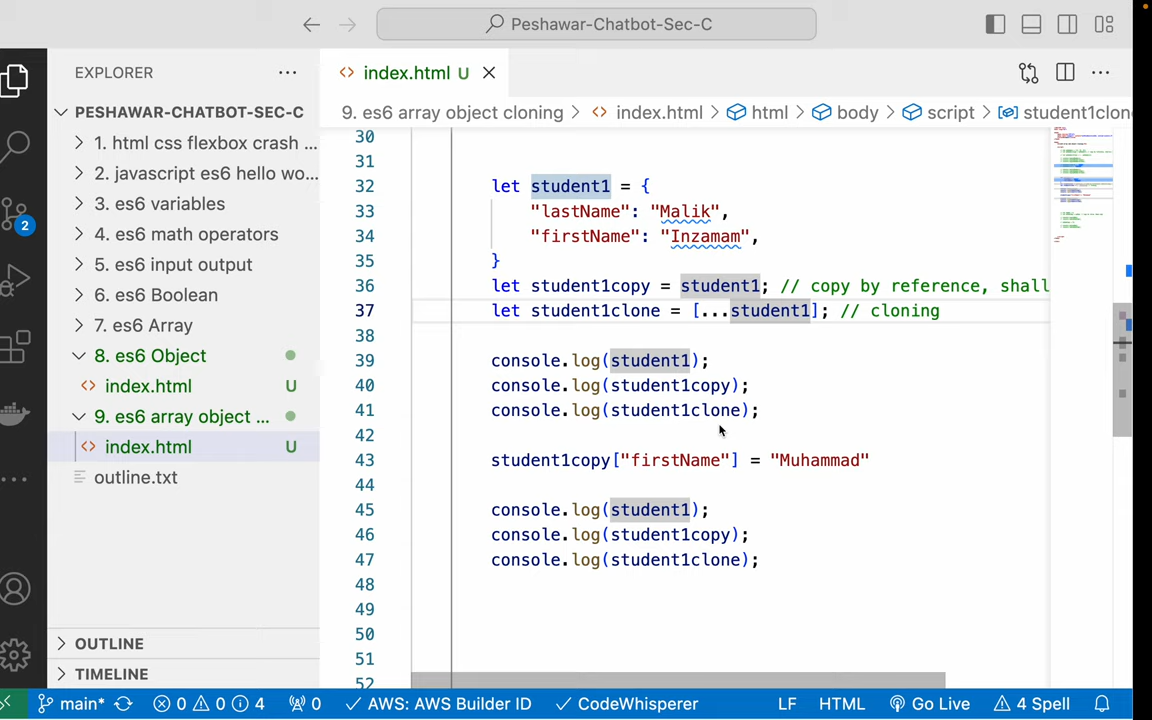 Peshawar-Chatbot-Sec-C
EXPLORER
index.html U
PESHAWAR-CHATBOT-SEC-C
1. html css flexbox crash ...
2. javascript es6 hello wo...
3. es6 variables
4. es6 math operators
5. es6 input output
6. es6 Boolean
7. es6 Array
8. es6 Object
index.html U
9. es6 array object ...
index.html U
outline.txt
OUTLINE
TIMELINE
2
9. es6 array object cloning > index.html > html > body > script > student1clon
30
31
32 let student1 = {
33 "lastName": "Malik",
34 "firstName": "Inzamam",
35 }
36 let student1copy = student1; // copy by reference, shall
37 let student1clone = [...student1]; // cloning
38
39 console.log(student1);
40 console.log(student1copy);
41 console.log(student1clone);
42
43 student1copy["firstName"] = "Muhammad"
44
45 console.log(student1);
46 console.log(student1copy);
47 console.log(student1clone);
48
49
50
51
52
main* 0 0 4 0 AWS: AWS Builder ID CodeWhisperer LF HTML Go Live 4 Spell